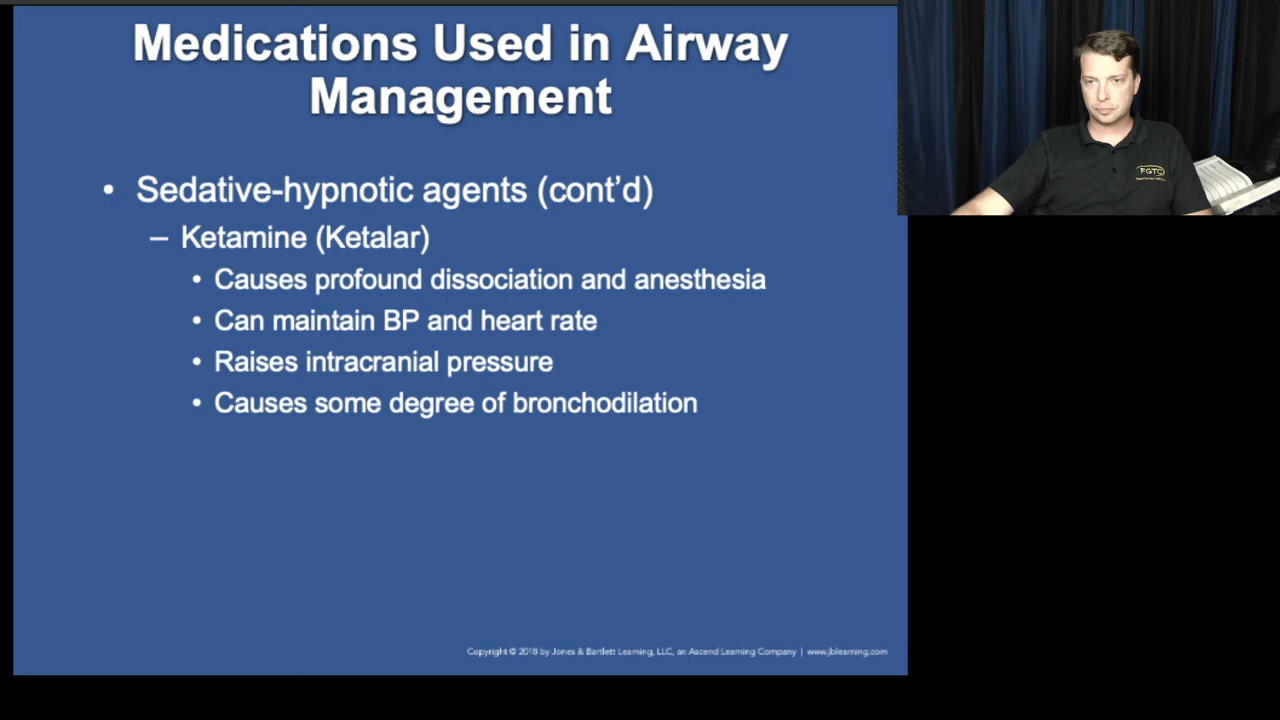 Medications Used in Airway
Management
• Sedative-hypnotic agents (cont’d)
– Ketamine (Ketalar)
• Causes profound dissociation and anesthesia
• Can maintain BP and heart rate
• Raises intracranial pressure
• Causes some degree of bronchodilation
Copyright © 2018 by Jones & Bartlett Learning, LLC, an Ascend Learning Company | www.jblearning.com